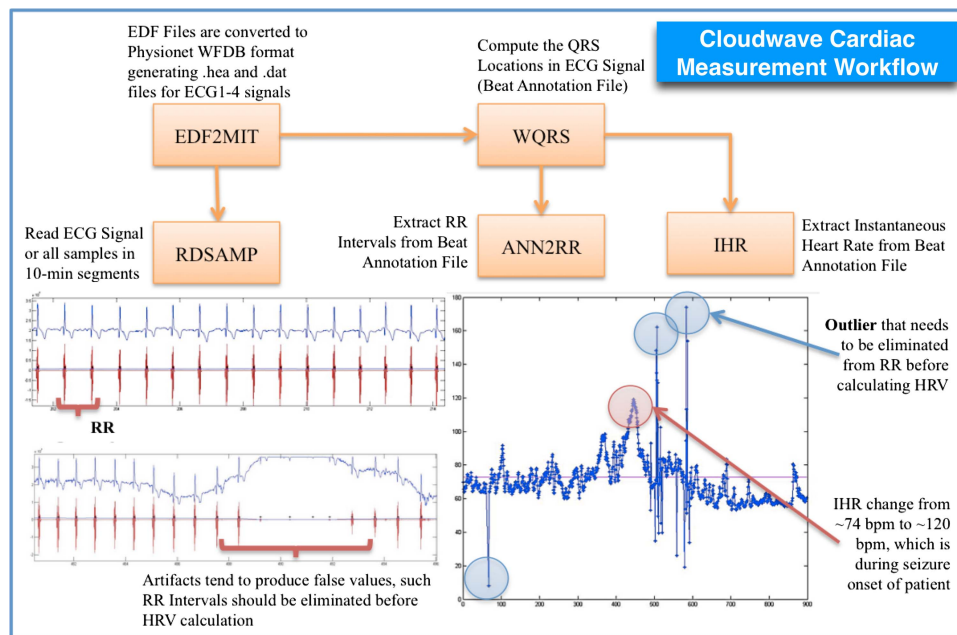 Cloudwave Cardiac
Measurement Workflow
EDF Files are converted to
Physionet WFDB format
generating .hea and .dat
files for ECG1-4 signals
Compute the QRS
Locations in ECG Signal
(Beat Annotation File)
EDF2MIT
WQRS
Read ECG Signal
or all samples in
10-min segments
RDSAMP
Extract RR
Intervals from Beat
Annotation File
ANN2RR
IHR
Extract Instantaneous
Heart Rate from Beat
Annotation File
RR
Artifacts tend to produce false values, such
RR Intervals should be eliminated before
HRV calculation
180
160
140
120
100
80
60
40
20
0
0 100 200 300 400 500 600 700 800 900
Outlier that needs
to be eliminated
from RR before
calculating HRV
IHR change from
~74 bpm to ~120
bpm, which is
during seizure
onset of patient